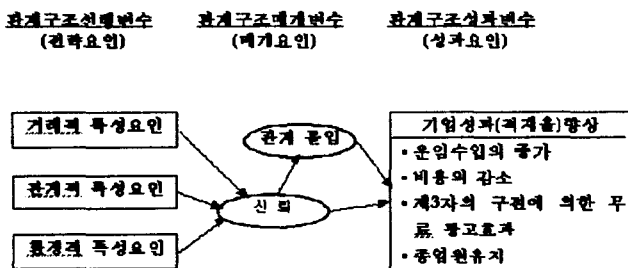 관계구조선행변수 관계구조매개변수 관계구조성과변수
(전략요인) (매개요인) (성과요인)
거래적 특성요인
관계적 특성요인
환경적 특성요인
관계 몰입
신뢰
기업성과(적재율)향상
• 운임수입의 증가
• 비용의 감소
• 제3자의 구전에 의한 무
료 광고효과
• 종업원유지